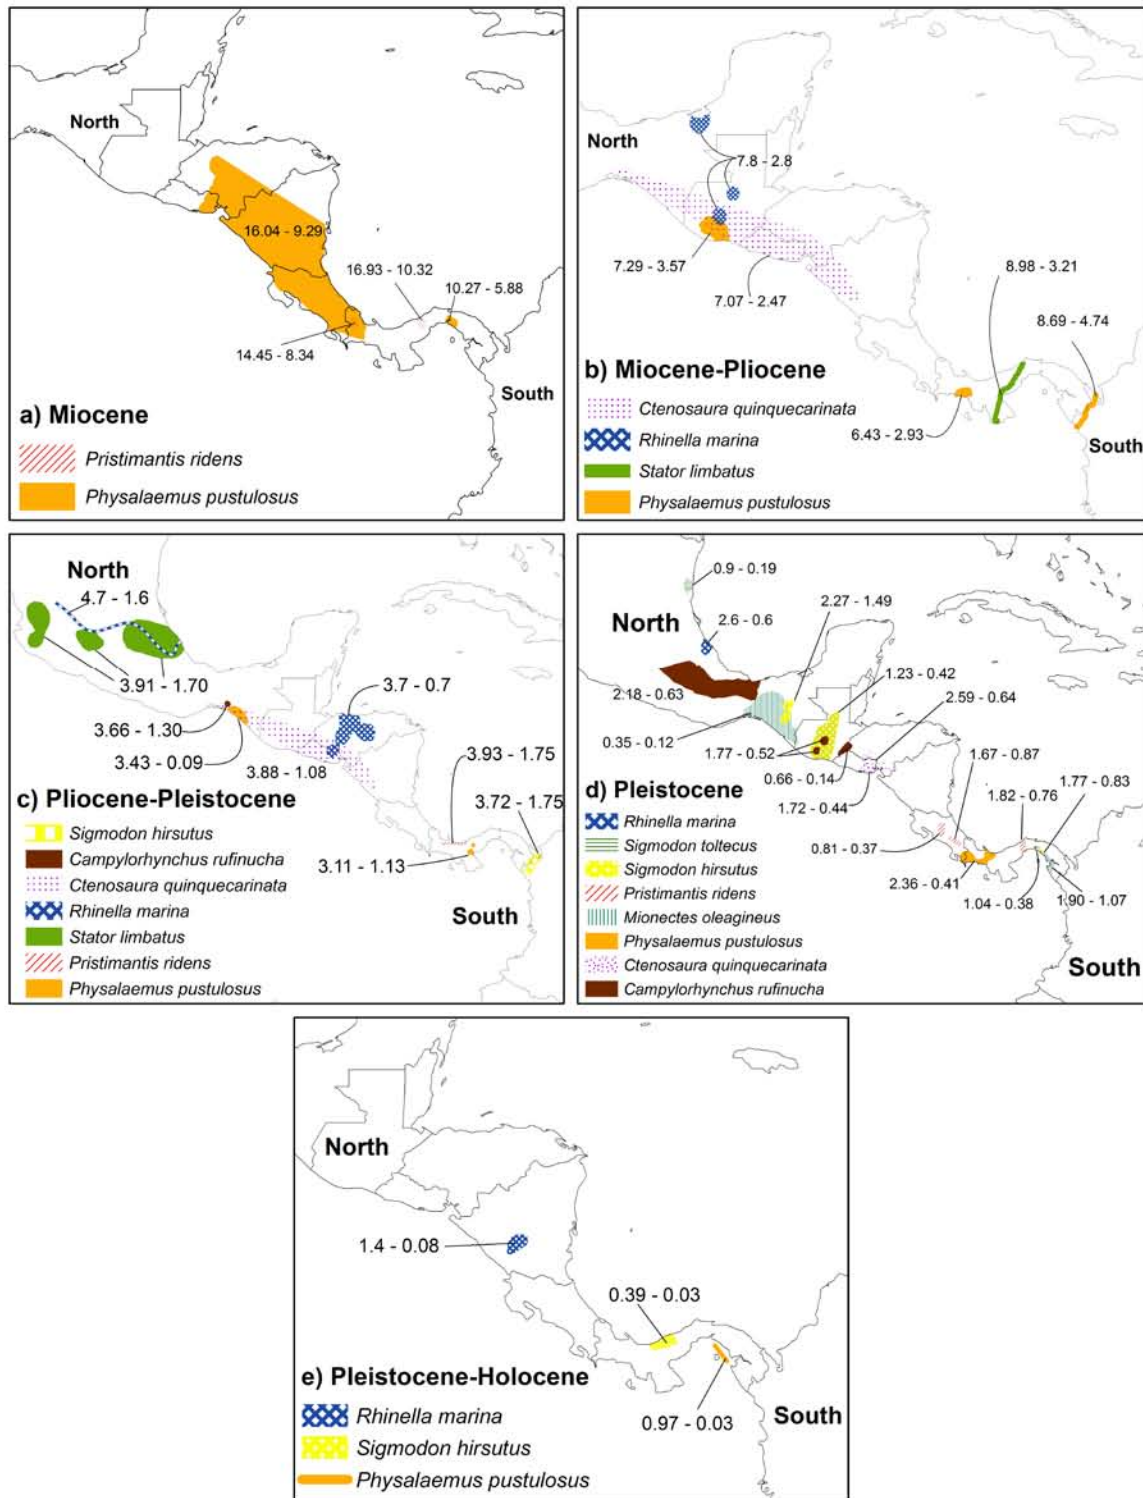 North
16.04 - 9.29
16.93 - 10.32
10.27 - 5.88
14.45 - 8.34
South
a) Miocene
Pristimantis ridens
Physalaemus pustulosus
North
7.8 - 2.8
7.29 - 3.57
7.07 - 2.47
8.98 - 3.21
8.69 - 4.74
6.43 - 2.93
South
b) Miocene-Pliocene
Ctenosaura quinquecarinata
Rhinella marina
Stator limbatus
Physalaemus pustulosus
North
4.7 - 1.6
3.91 - 1.70
3.7 - 0.7
3.66 - 1.30
3.43 - 0.09
3.88 - 1.08
3.93 - 1.75
3.72 - 1.75
3.11 - 1.13
South
c) Pliocene-Pleistocene
Sigmodon hirsutus
Campylorhynchus rufinucha
Ctenosaura quinquecarinata
Rhinella marina
Stator limbatus
Pristimantis ridens
Physalaemus pustulosus
0.9 - 0.19
North
2.6 - 0.6
2.27 - 1.49
1.23 - 0.42
2.18 - 0.63
2.59 - 0.64
0.35 - 0.12
1.77 - 0.52
0.66 - 0.14
1.67 - 0.87
1.72 - 0.44
1.82 - 0.76
1.77 - 0.83
0.81 - 0.37
2.36 - 0.41
1.04 - 0.38
1.90 - 1.07
South
d) Pleistocene
Rhinella marina
Sigmodon toltecus
Sigmodon hirsutus
Pristimantis ridens
Mionectes oleagineus
Physalaemus pustulosus
Ctenosaura quinquecarinata
Campylorhynchus rufinucha
North
1.4 - 0.08
0.39 - 0.03
0.97 - 0.03
South
e) Pleistocene-Holocene
Rhinella marina
Sigmodon hirsutus
Physalaemus pustulosus